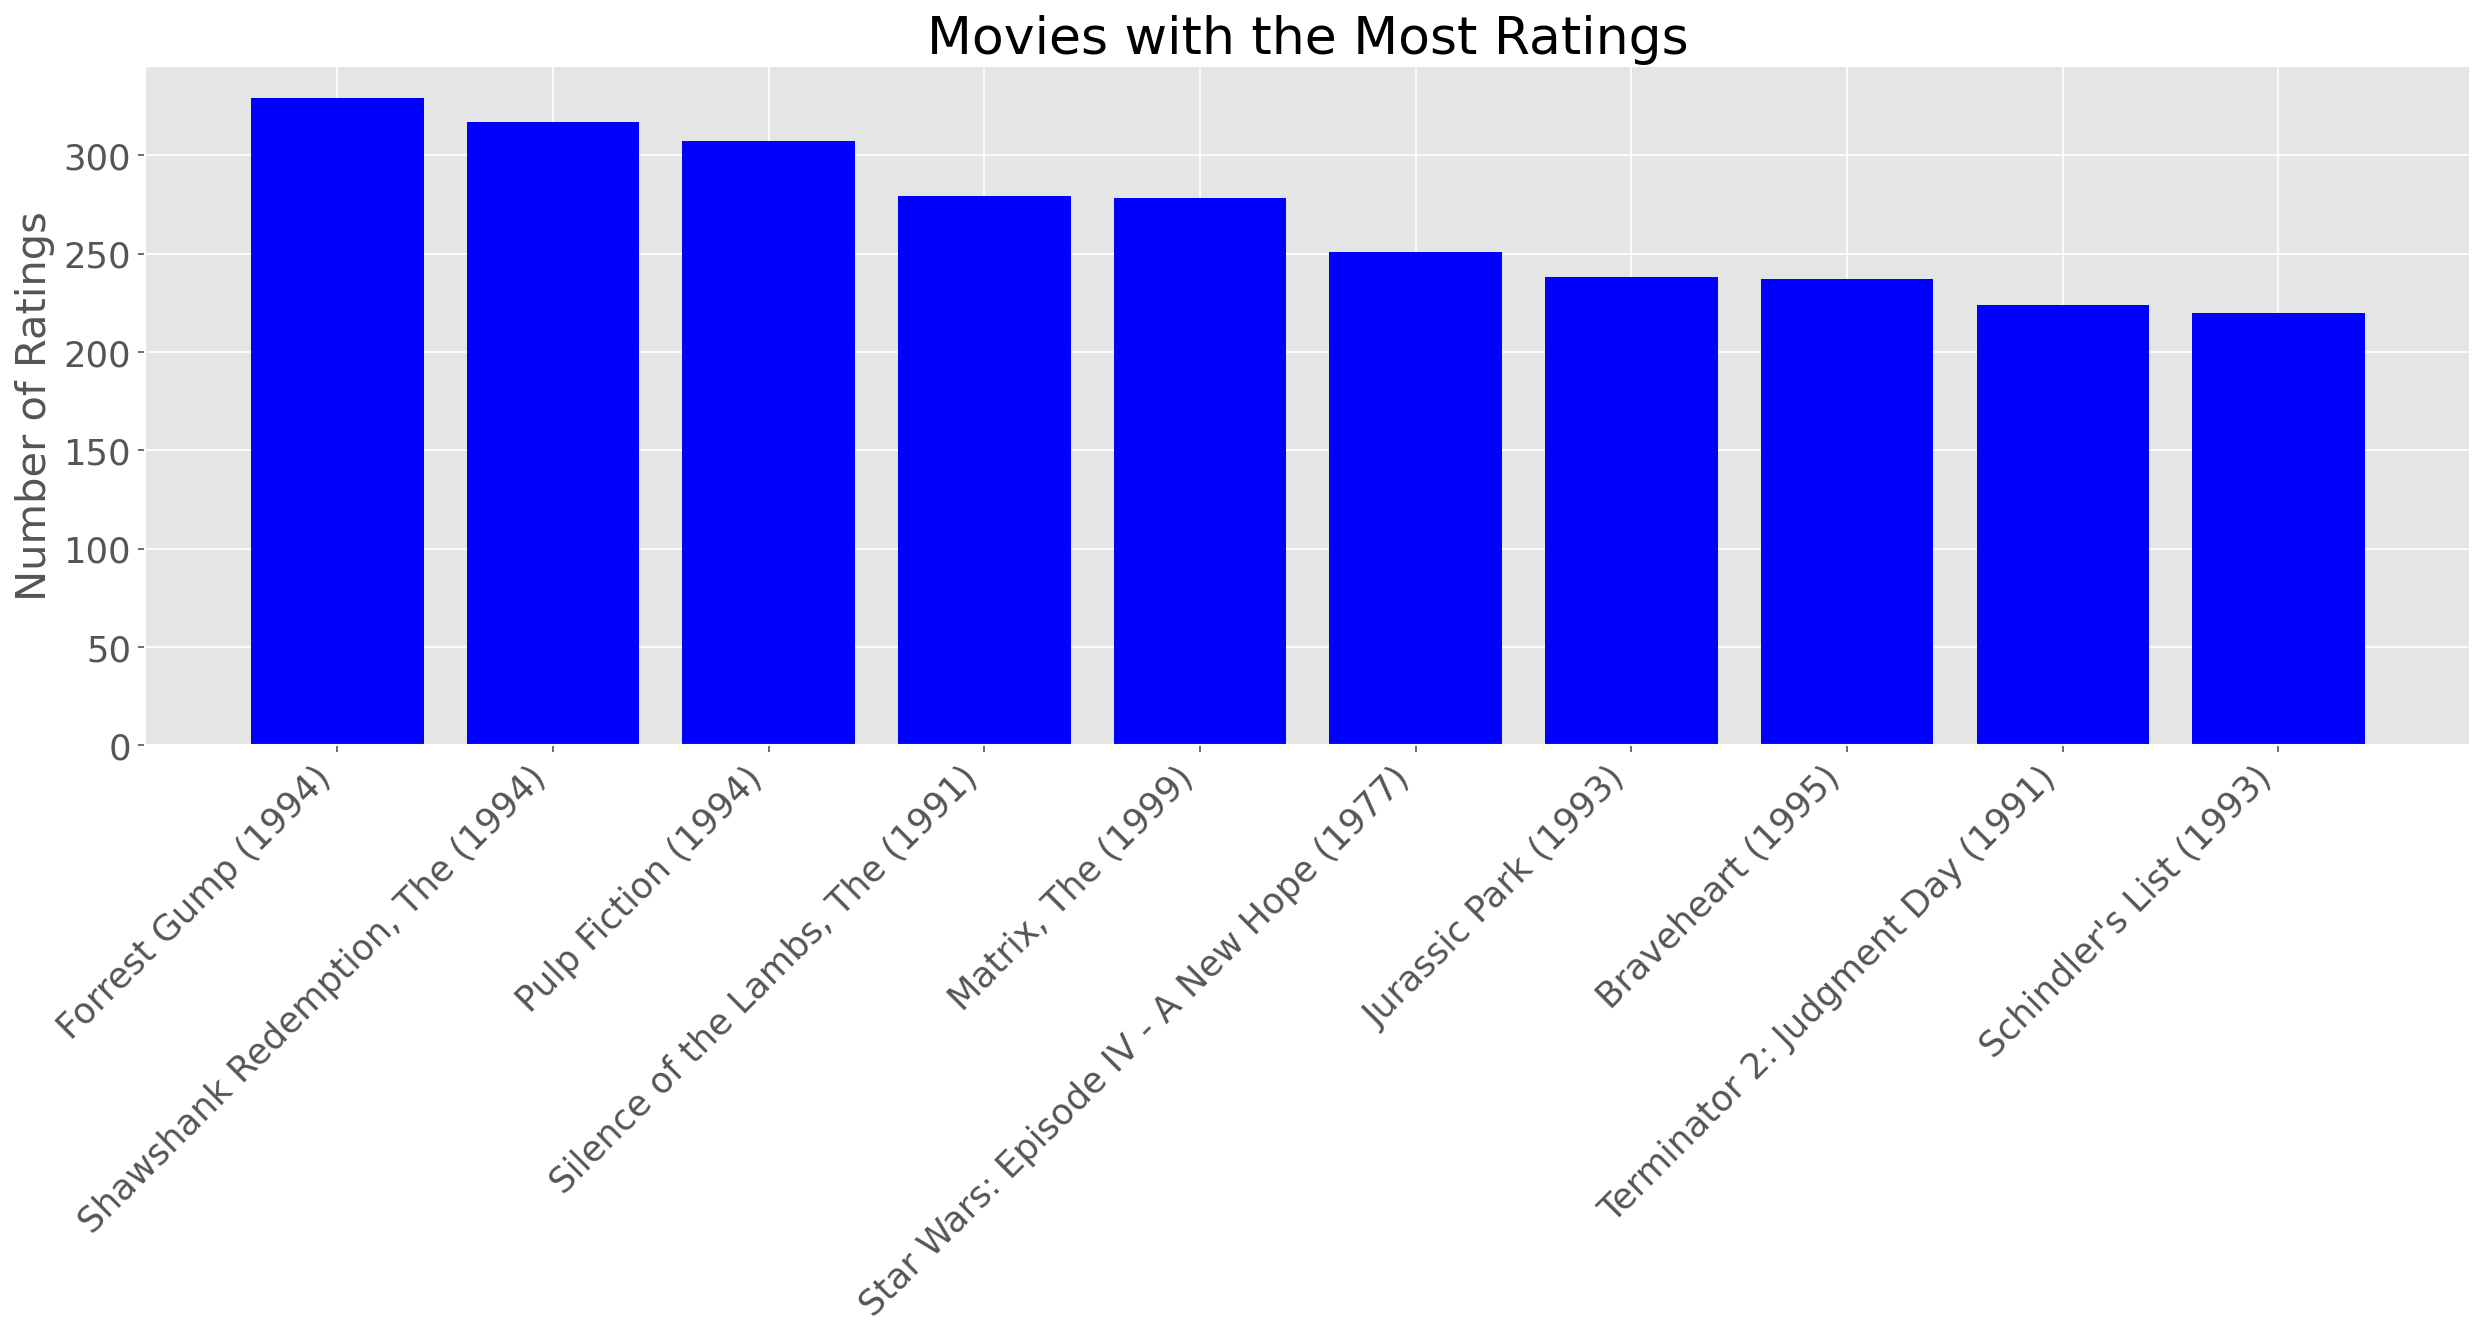 Movies with the Most Ratings
Number of Ratings
300
250
200
150
100
50
0
Forrest Gump (1994)
Shawshank Redemption, The (1994)
Pulp Fiction (1994)
Silence of the Lambs, The (1991)
Matrix, The (1999)
Star Wars: Episode IV - A New Hope (1977)
Jurassic Park (1993)
Braveheart (1995)
Terminator 2: Judgment Day (1991)
Schindler's List (1993)